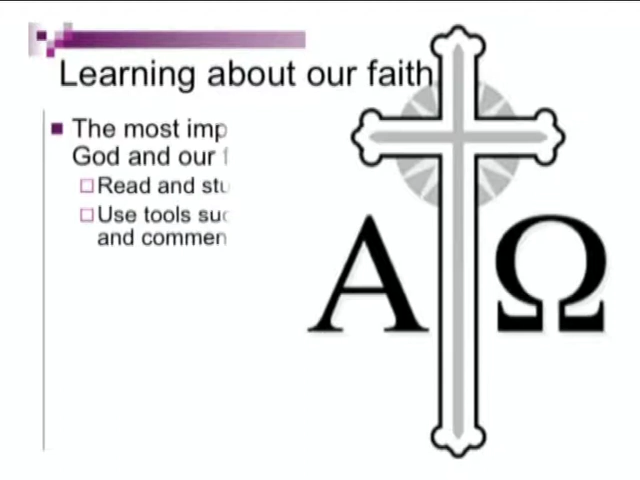 Learning about our faith
The most imp
God and our
Read and stu
Use tools suc
and commen
Α Ω